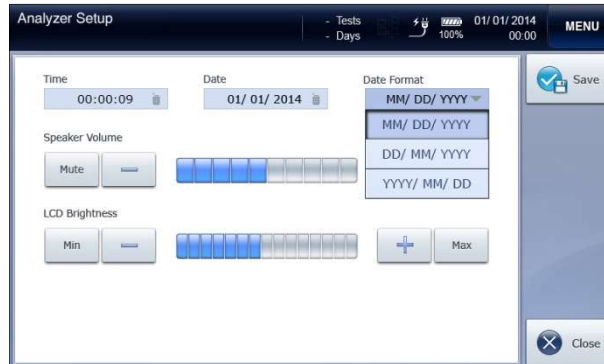 Analyzer Setup
- Tests
- Days
100%
01/ 01/ 2014
00:00
MENU
Time
Date
Date Format
00:00:09
01/ 01/ 2014
MM/ DD/ YYYY
MM/ DD/ YYYY
DD/ MM/ YYYY
YYYY/ MM/ DD
Speaker Volume
Mute
LCD Brightness
Min
Max
Save
Close